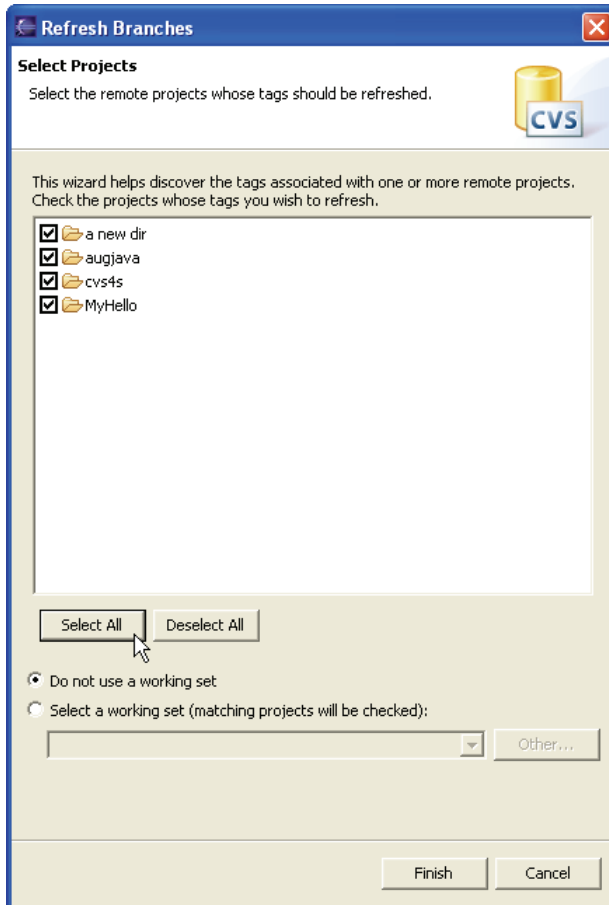 Refresh Branches
Select Projects
Select the remote projects whose tags should be refreshed.
CVS
This wizard helps discover the tags associated with one or more remote projects.
Check the projects whose tags you wish to refresh.
a new dir
augjava
cvs4s
MyHello
Select All
Deselect All
Do not use a working set
Select a working set (matching projects will be checked):
Other...
Finish
Cancel